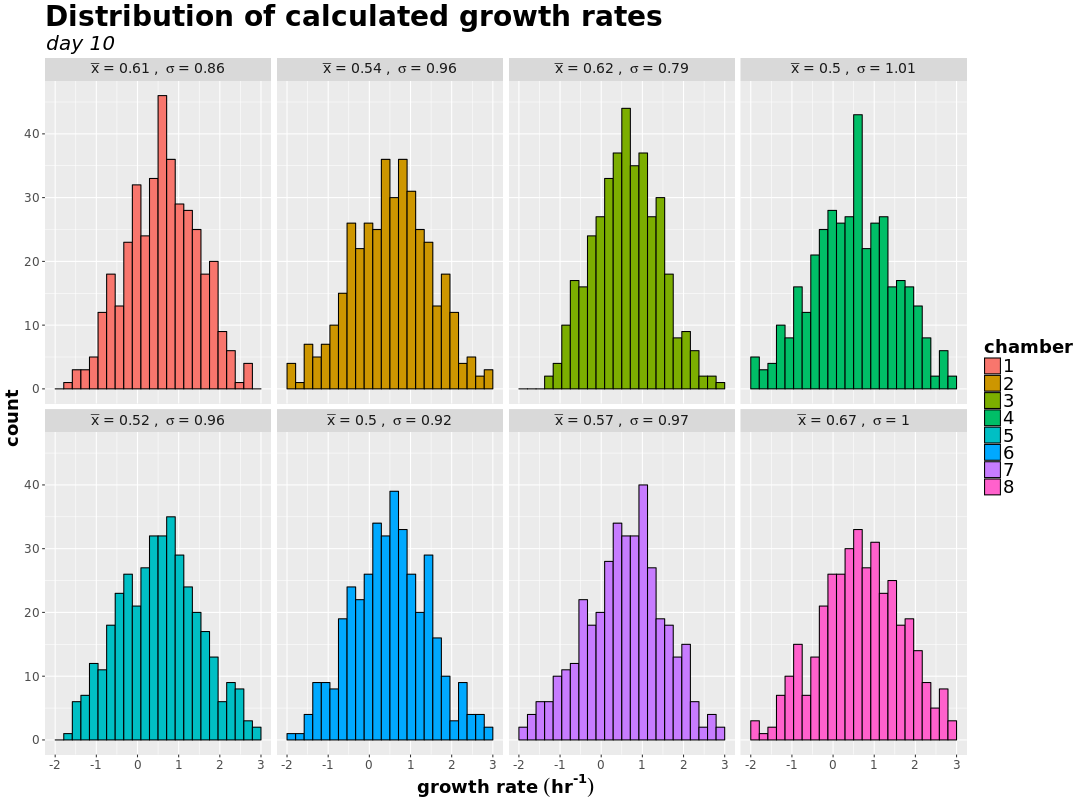 Distribution of calculated growth rates
day 10
x̅ = 0.61 , σ = 0.86
x̅ = 0.54 , σ = 0.96
x̅ = 0.62 , σ = 0.79
x̅ = 0.5 , σ = 1.01
40
30
20
10
0
x̅ = 0.52 , σ = 0.96
x̅ = 0.5 , σ = 0.92
x̅ = 0.57 , σ = 0.97
x̅ = 0.67 , σ = 1
40
30
20
10
0
-2 -1 0 1 2 3 -2 -1 0 1 2 3 -2 -1 0 1 2 3 -2 -1 0 1 2 3
count
growth rate (hr⁻¹)
chamber
1
2
3
4
5
6
7
8